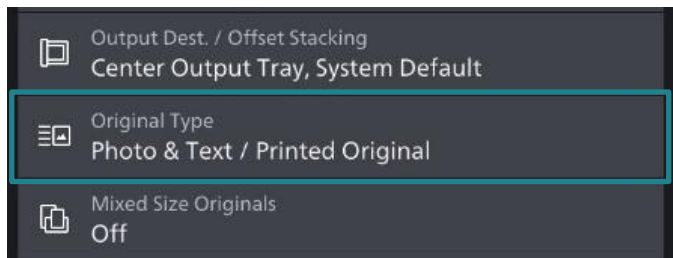 Output Dest. / Offset Stacking
Center Output Tray, System Default
Original Type
Photo & Text / Printed Original
Mixed Size Originals
Off